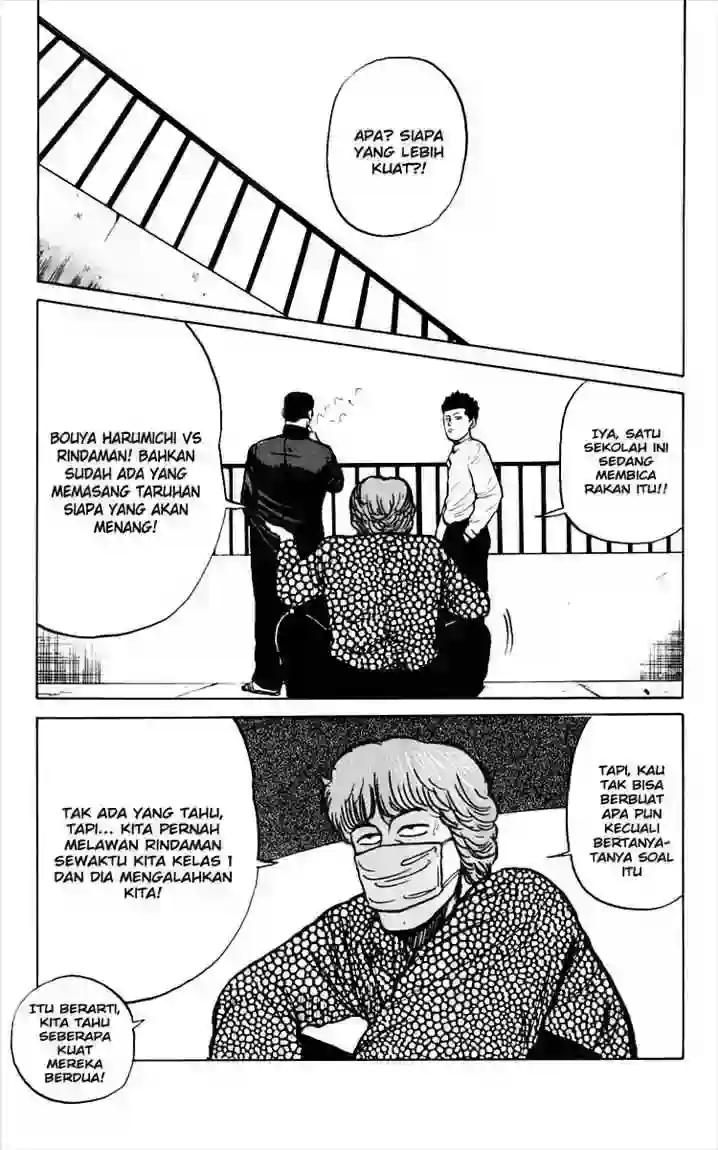 APA? SIAPA
YANG LEBIH
KUAT?!
IYA, SATU
SEKOLAH INI
SEDANG
MEMBICA
RAKAN ITU!!
BOUYA HARUMICHI VS
RINDAMAN! BAHKAN
SUDAH ADA YANG
MEMASANG TARUHAN
SIAPA YANG AKAN
MENANG!
TAPI, KAU
TAK BISA
BERBUAT
APA PUN
KECUALI
BERTANYA-
TANYA SOAL
ITU
TAK ADA YANG TAHU,
TAPI... KITA PERNAH
MELAWAN RINDAMAN
SEWAKTU KITA KELAS 1
DAN DIA MENGALAHKAN
KITA!
ITU BERARTI,
KITA TAHU
SEBERAPA
KUAT
MEREKA
BERDUA!